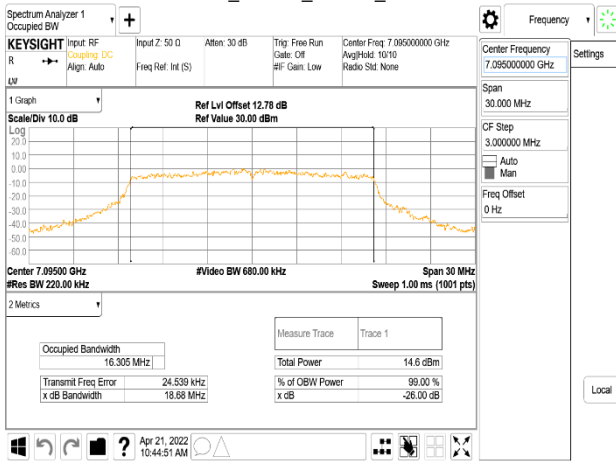 Spectrum Analyzer 1
Occupied BW
Frequency
KEYSIGHT
R
Input: RF
Coupling: DC
Align: Auto
Input Z: 50 Ω
Freq Ref: Int (S)
Atten: 30 dB
Trig: Free Run
Gate: Off
#IF Gain: Low
Center Freq: 7.095000000 GHz
Avg|Hold: 10/10
Radio Std: None
Center Frequency
7.095000000 GHz
Settings
Span
30.000 MHz
CF Step
3.000000 MHz
Auto
Man
Freq Offset
0 Hz
Local
1 Graph
Scale/Div 10.0 dB
Ref Lvl Offset 12.78 dB
Ref Value 30.00 dBm
Log
20.0
10.0
0.00
-10.0
-20.0
-30.0
-40.0
-50.0
-60.0
Center 7.09500 GHz
#Video BW 680.00 kHz
Span 30 MHz
#Res BW 220.00 kHz
Sweep 1.00 ms (1001 pts)
2 Metrics
Measure Trace Trace 1
Occupied Bandwidth
16.305 MHz
Total Power 14.6 dBm
Transmit Freq Error 24.539 kHz
% of OBW Power 99.00 %
x dB Bandwidth 18.68 MHz
x dB -26.00 dB
?
Apr 21, 2022
10:44:51 AM